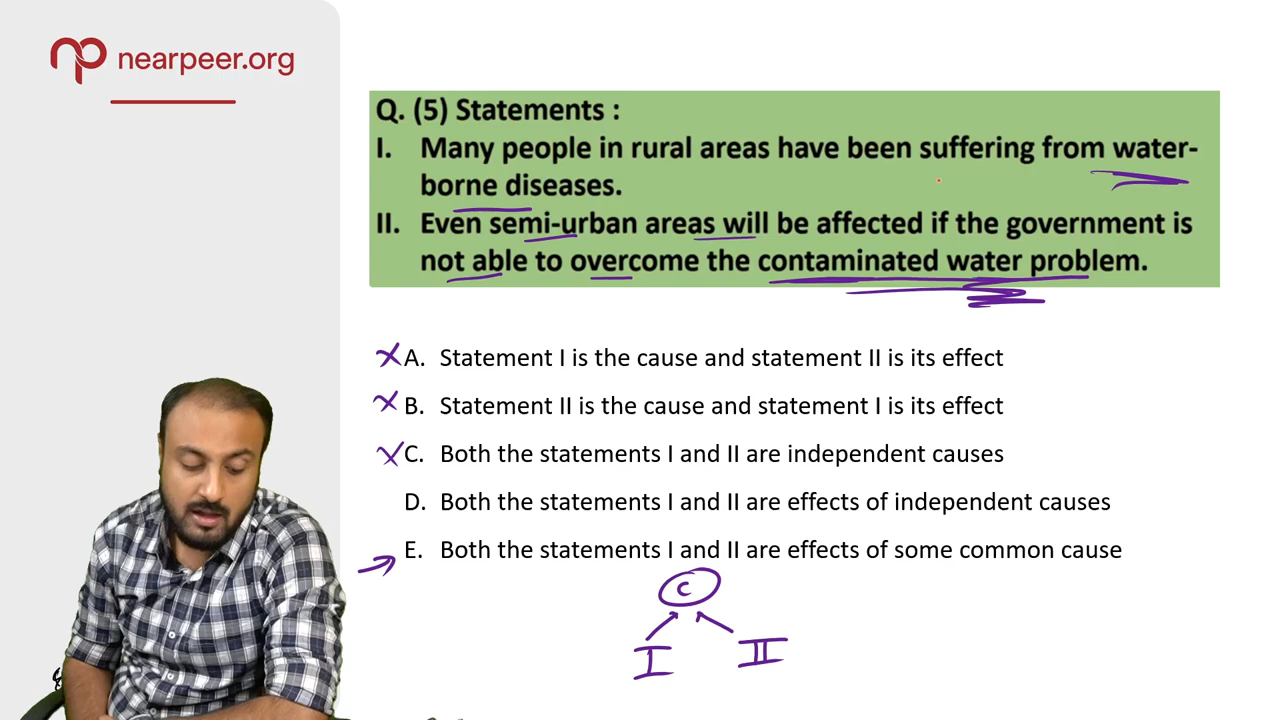 nearpeer.org
Q. (5) Statements :
I. Many people in rural areas have been suffering from water-
borne diseases.
II. Even semi-urban areas will be affected if the government is
not able to overcome the contaminated water problem.
A. Statement I is the cause and statement II is its effect
B. Statement II is the cause and statement I is its effect
C. Both the statements I and II are independent causes
D. Both the statements I and II are effects of independent causes
E. Both the statements I and II are effects of some common cause
C
I II